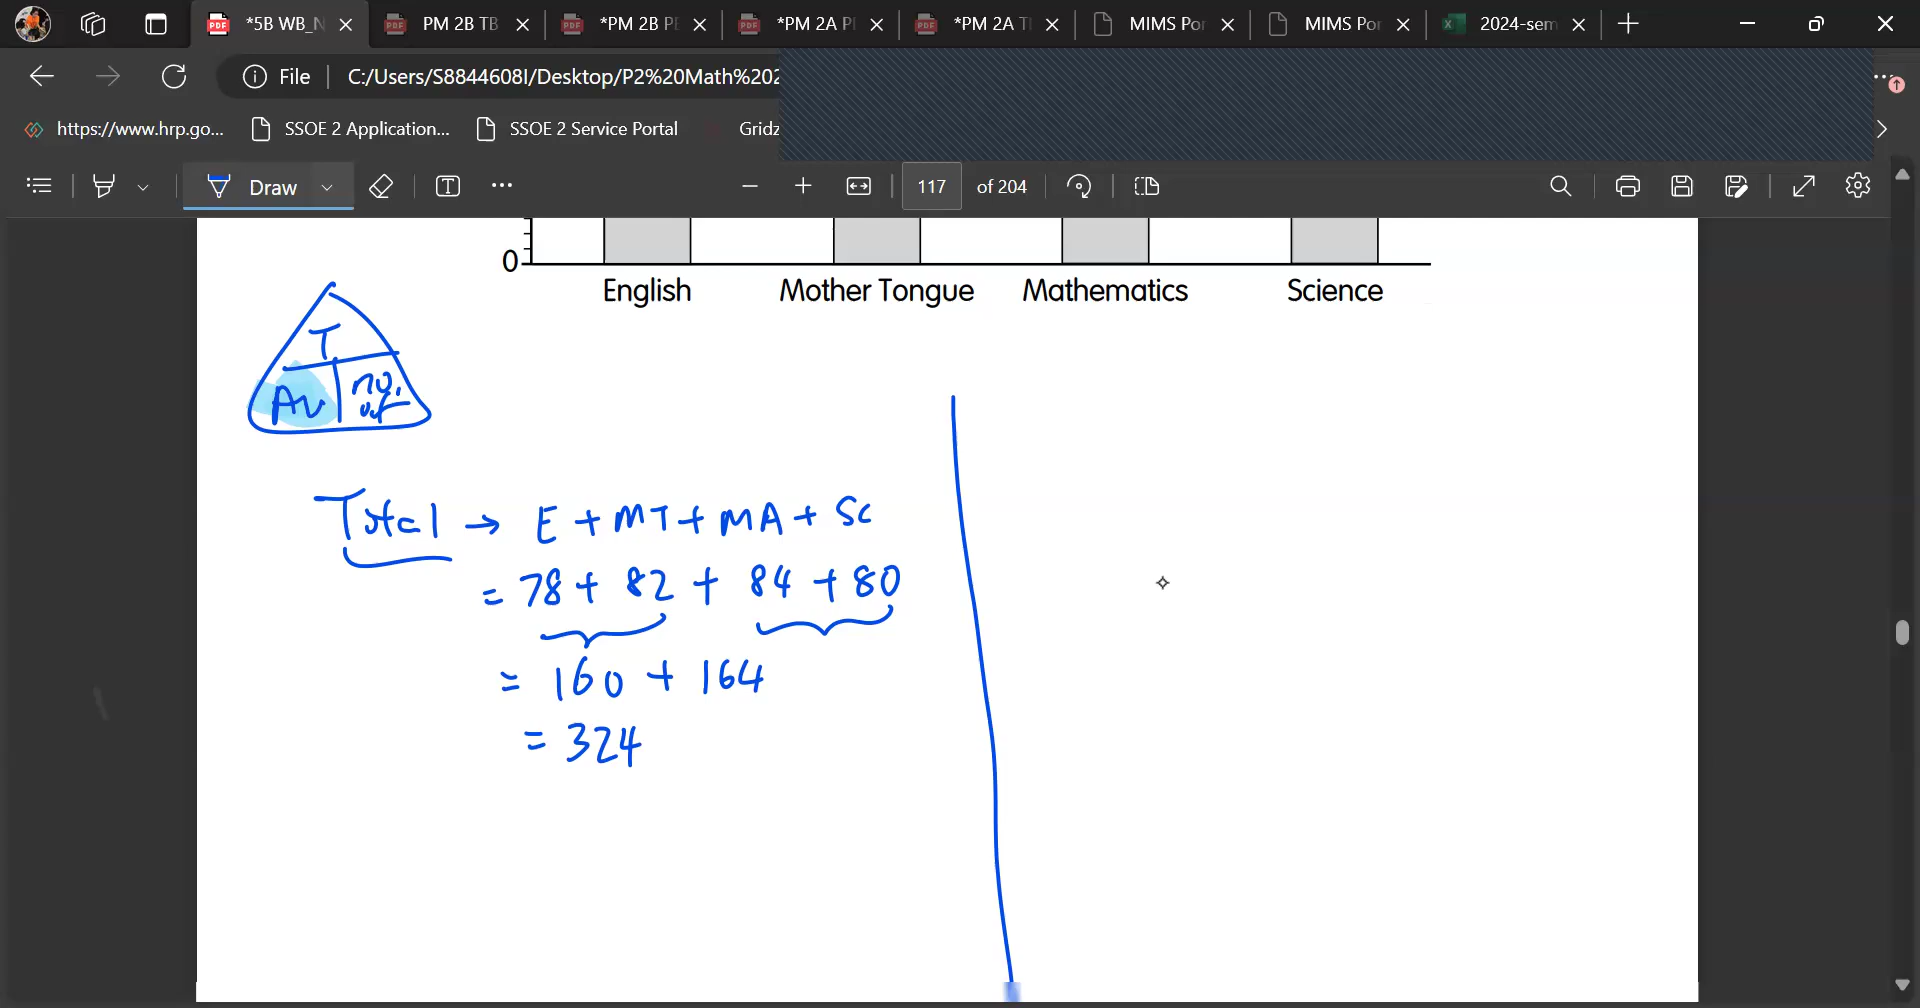 *5B WB_N
PM 2B TB
*PM 2B P
*PM 2A P
*PM 2A T
MIMS Por
MIMS Por
2024-sem
File
C:/Users/S8844608I/Desktop/P2%20Math%202
https://www.hrp.go...
SSOE 2 Application...
SSOE 2 Service Portal
Gridz
Draw
117
of 204
0
English
Mother Tongue
Mathematics
Science
T
Av
no.
of
Total → E + MT + MA + Sc
= 78 + 82 + 84 + 80
= 160 + 164
= 324